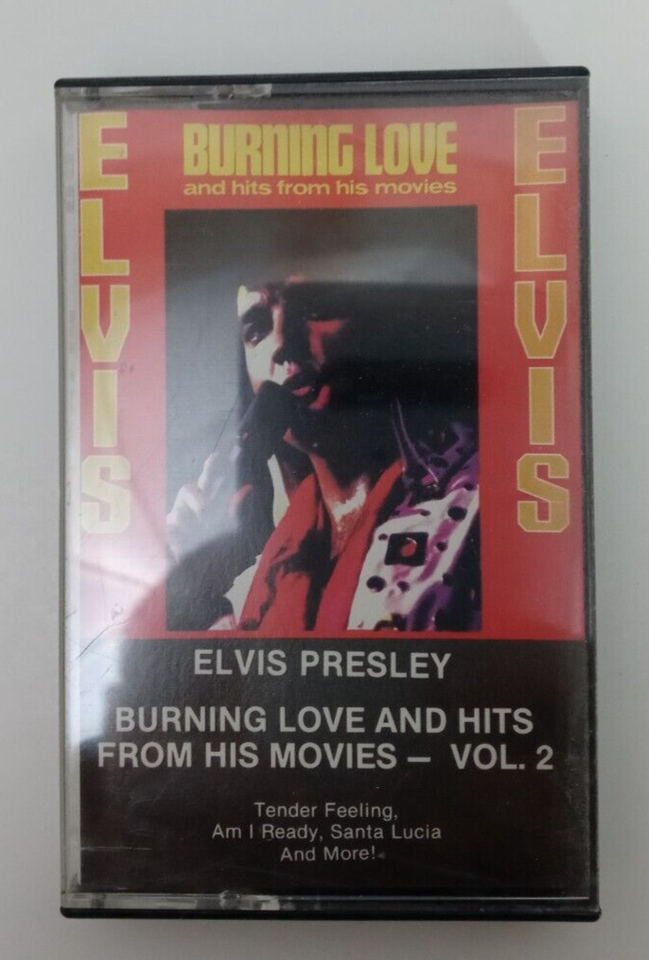 ELVIS
BURNING LOVE
and hits from his movies
ELVIS
ELVIS PRESLEY
BURNING LOVE AND HITS
FROM HIS MOVIES — VOL. 2
Tender Feeling,
Am I Ready, Santa Lucia
And More!